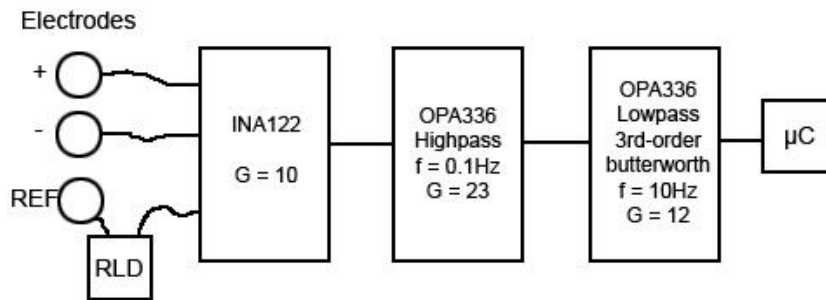 Electrodes
+
-
REF
RLD
INA122
G = 10
OPA336
Highpass
f = 0.1Hz
G = 23
OPA336
Lowpass
3rd-order
butterworth
f = 10Hz
G = 12
µC